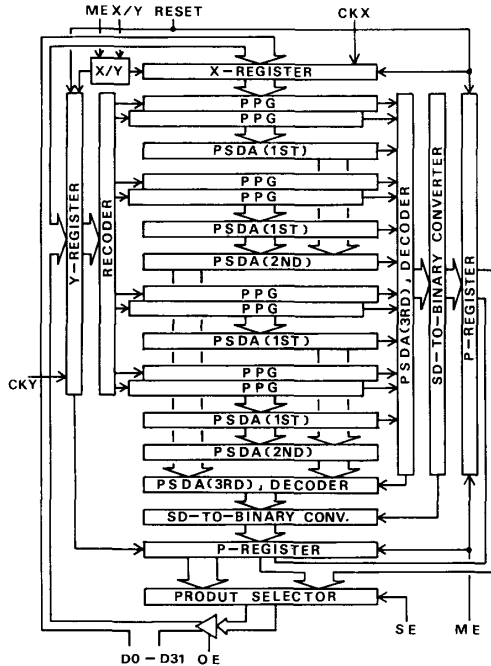 ME X/Y RESET
CKX
X/Y
X-REGISTER
PPG
PPG
PSDA(1ST)
PPG
PPG
PSDA(1ST)
PSDA(2ND)
PPG
PPG
PSDA(1ST)
PPG
PPG
PSDA(1ST)
PSDA(2ND)
PSDA(3RD), DECODER
SD-TO-BINARY CONV.
P-REGISTER
PRODUT SELECTOR
Y-REGISTER
RECODER
PSDA(3RD), DECODER
SD-TO-BINARY CONVERTER
P-REGISTER
CKY
D0-D31 OE
SE
ME